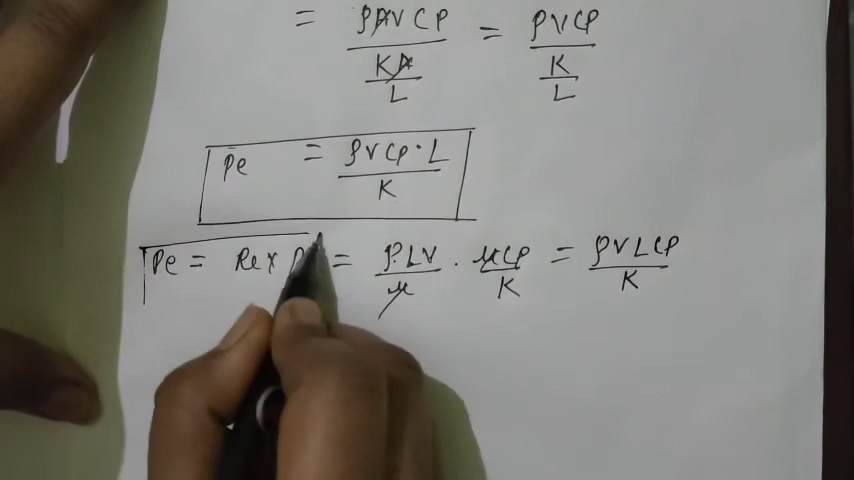 = ρAVCp / (KA/L) = ρVCp / (K/L)
Pe = ρVCp·L / K
Pe = Re × = ρLV / μ · μCp / K = ρVLCp / K